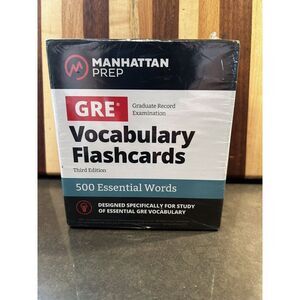 MANHATTAN
PREP
GRE®
Graduate Record
Examination
Vocabulary
Flashcards
Third Edition
500 Essential Words
DESIGNED SPECIFICALLY FOR STUDY
OF ESSENTIAL GRE VOCABULARY